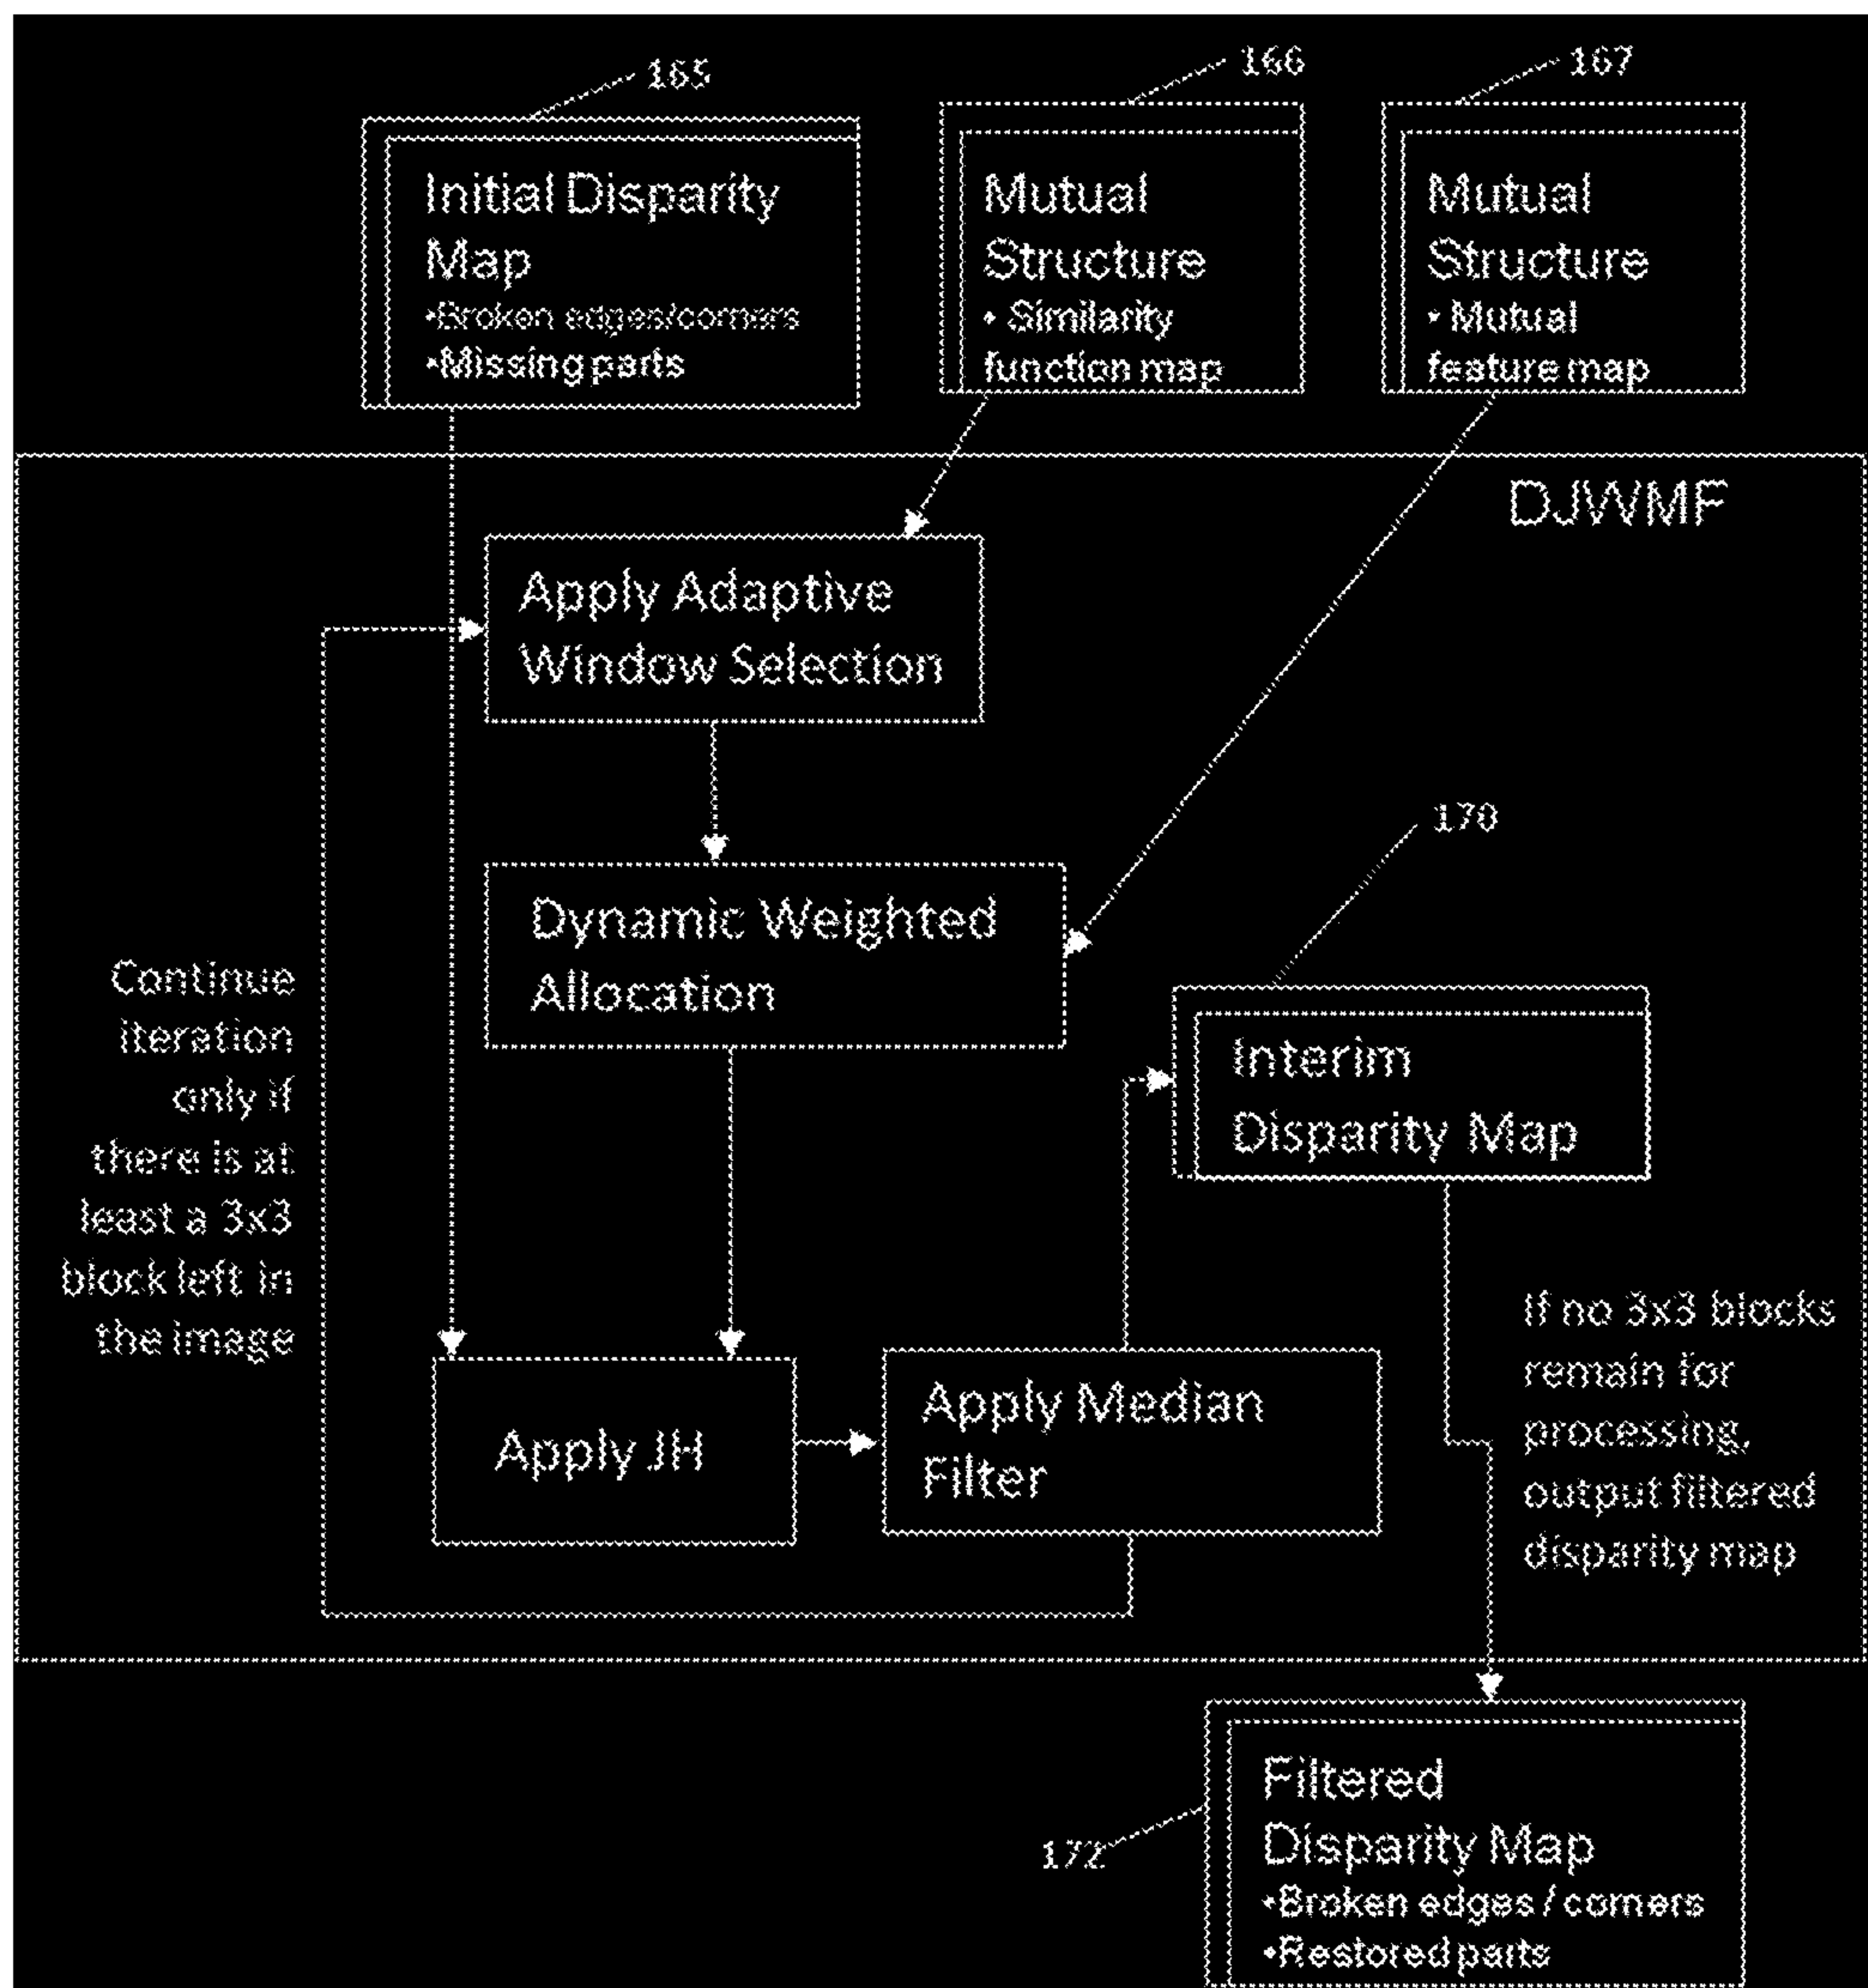 165
166
167
Initial Disparity
Map
•Broken edges/corners
•Missing parts
Mutual
Structure
• Similarity
function map
Mutual
Structure
• Mutual
feature map
DJWMF
Apply Adaptive
Window Selection
170
Dynamic Weighted
Allocation
Continue
iteration
only if
there is at
least a 3x3
block left in
the image
Interim
Disparity Map
If no 3x3 blocks
remain for
processing,
output filtered
disparity map
Apply JH
Apply Median
Filter
172
Filtered
Disparity Map
•Broken edges / corners
•Restored parts